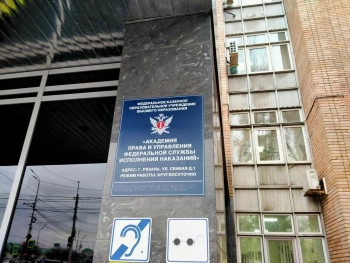 ФЕДЕРАЛЬНОЕ КАЗЕННОЕ
ОБРАЗОВАТЕЛЬНОЕ УЧРЕЖДЕНИЕ
ВЫСШЕГО ОБРАЗОВАНИЯ
«АКАДЕМИЯ
ПРАВА И УПРАВЛЕНИЯ
ФЕДЕРАЛЬНОЙ СЛУЖБЫ
ИСПОЛНЕНИЯ НАКАЗАНИЙ»
АДРЕС: Г. РЯЗАНЬ, УЛ. СЕННАЯ Д.1
РЕЖИМ РАБОТЫ: КРУГЛОСУТОЧНО